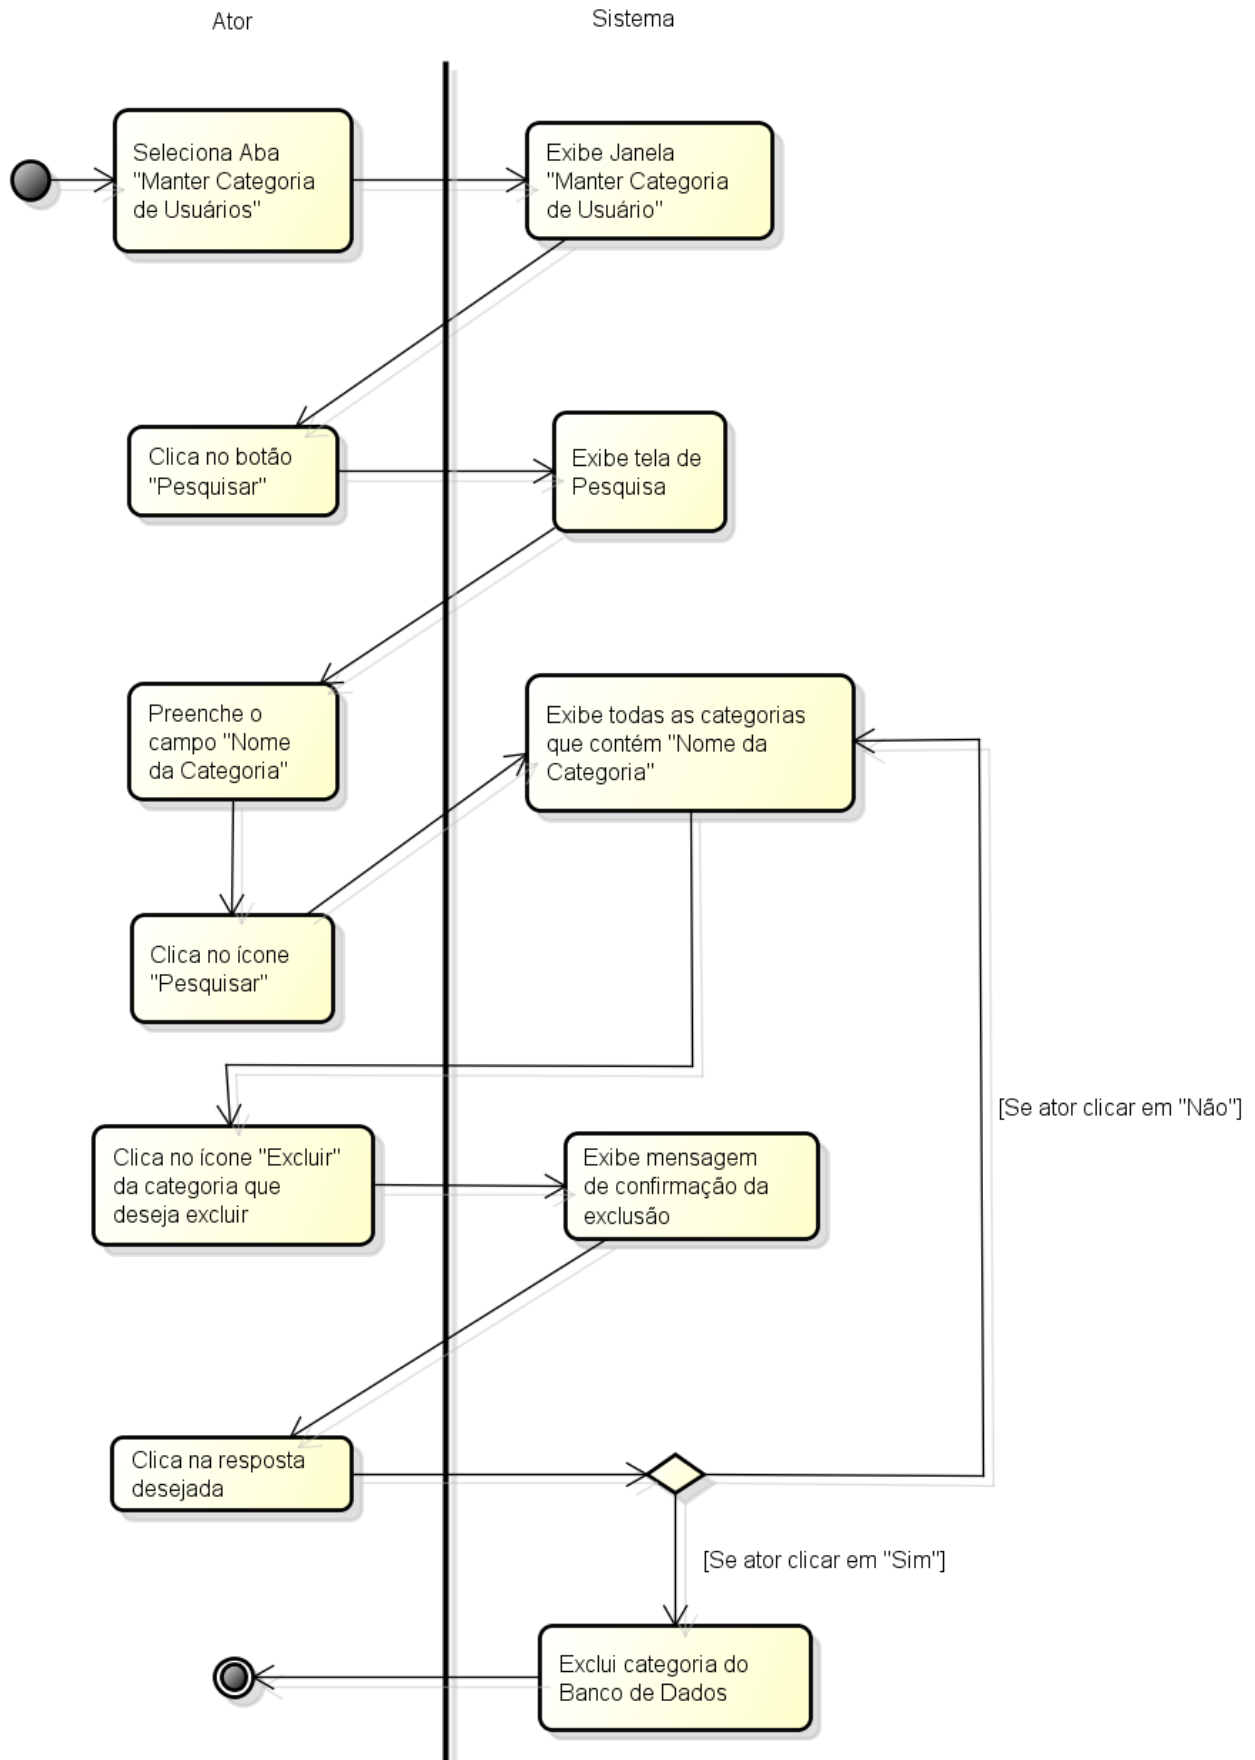 Ator
Sistema
Seleciona Aba
"Manter Categoria
de Usuários"
Exibe Janela
"Manter Categoria
de Usuário"
Clica no botão
"Pesquisar"
Exibe tela de
Pesquisa
Preenche o
campo "Nome
da Categoria"
Exibe todas as categorias
que contém "Nome da
Categoria"
Clica no ícone
"Pesquisar"
[Se ator clicar em "Não"]
Clica no ícone "Excluir"
da categoria que
deseja excluir
Exibe mensagem
de confirmação da
exclusão
Clica na resposta
desejada
[Se ator clicar em "Sim"]
Exclui categoria do
Banco de Dados